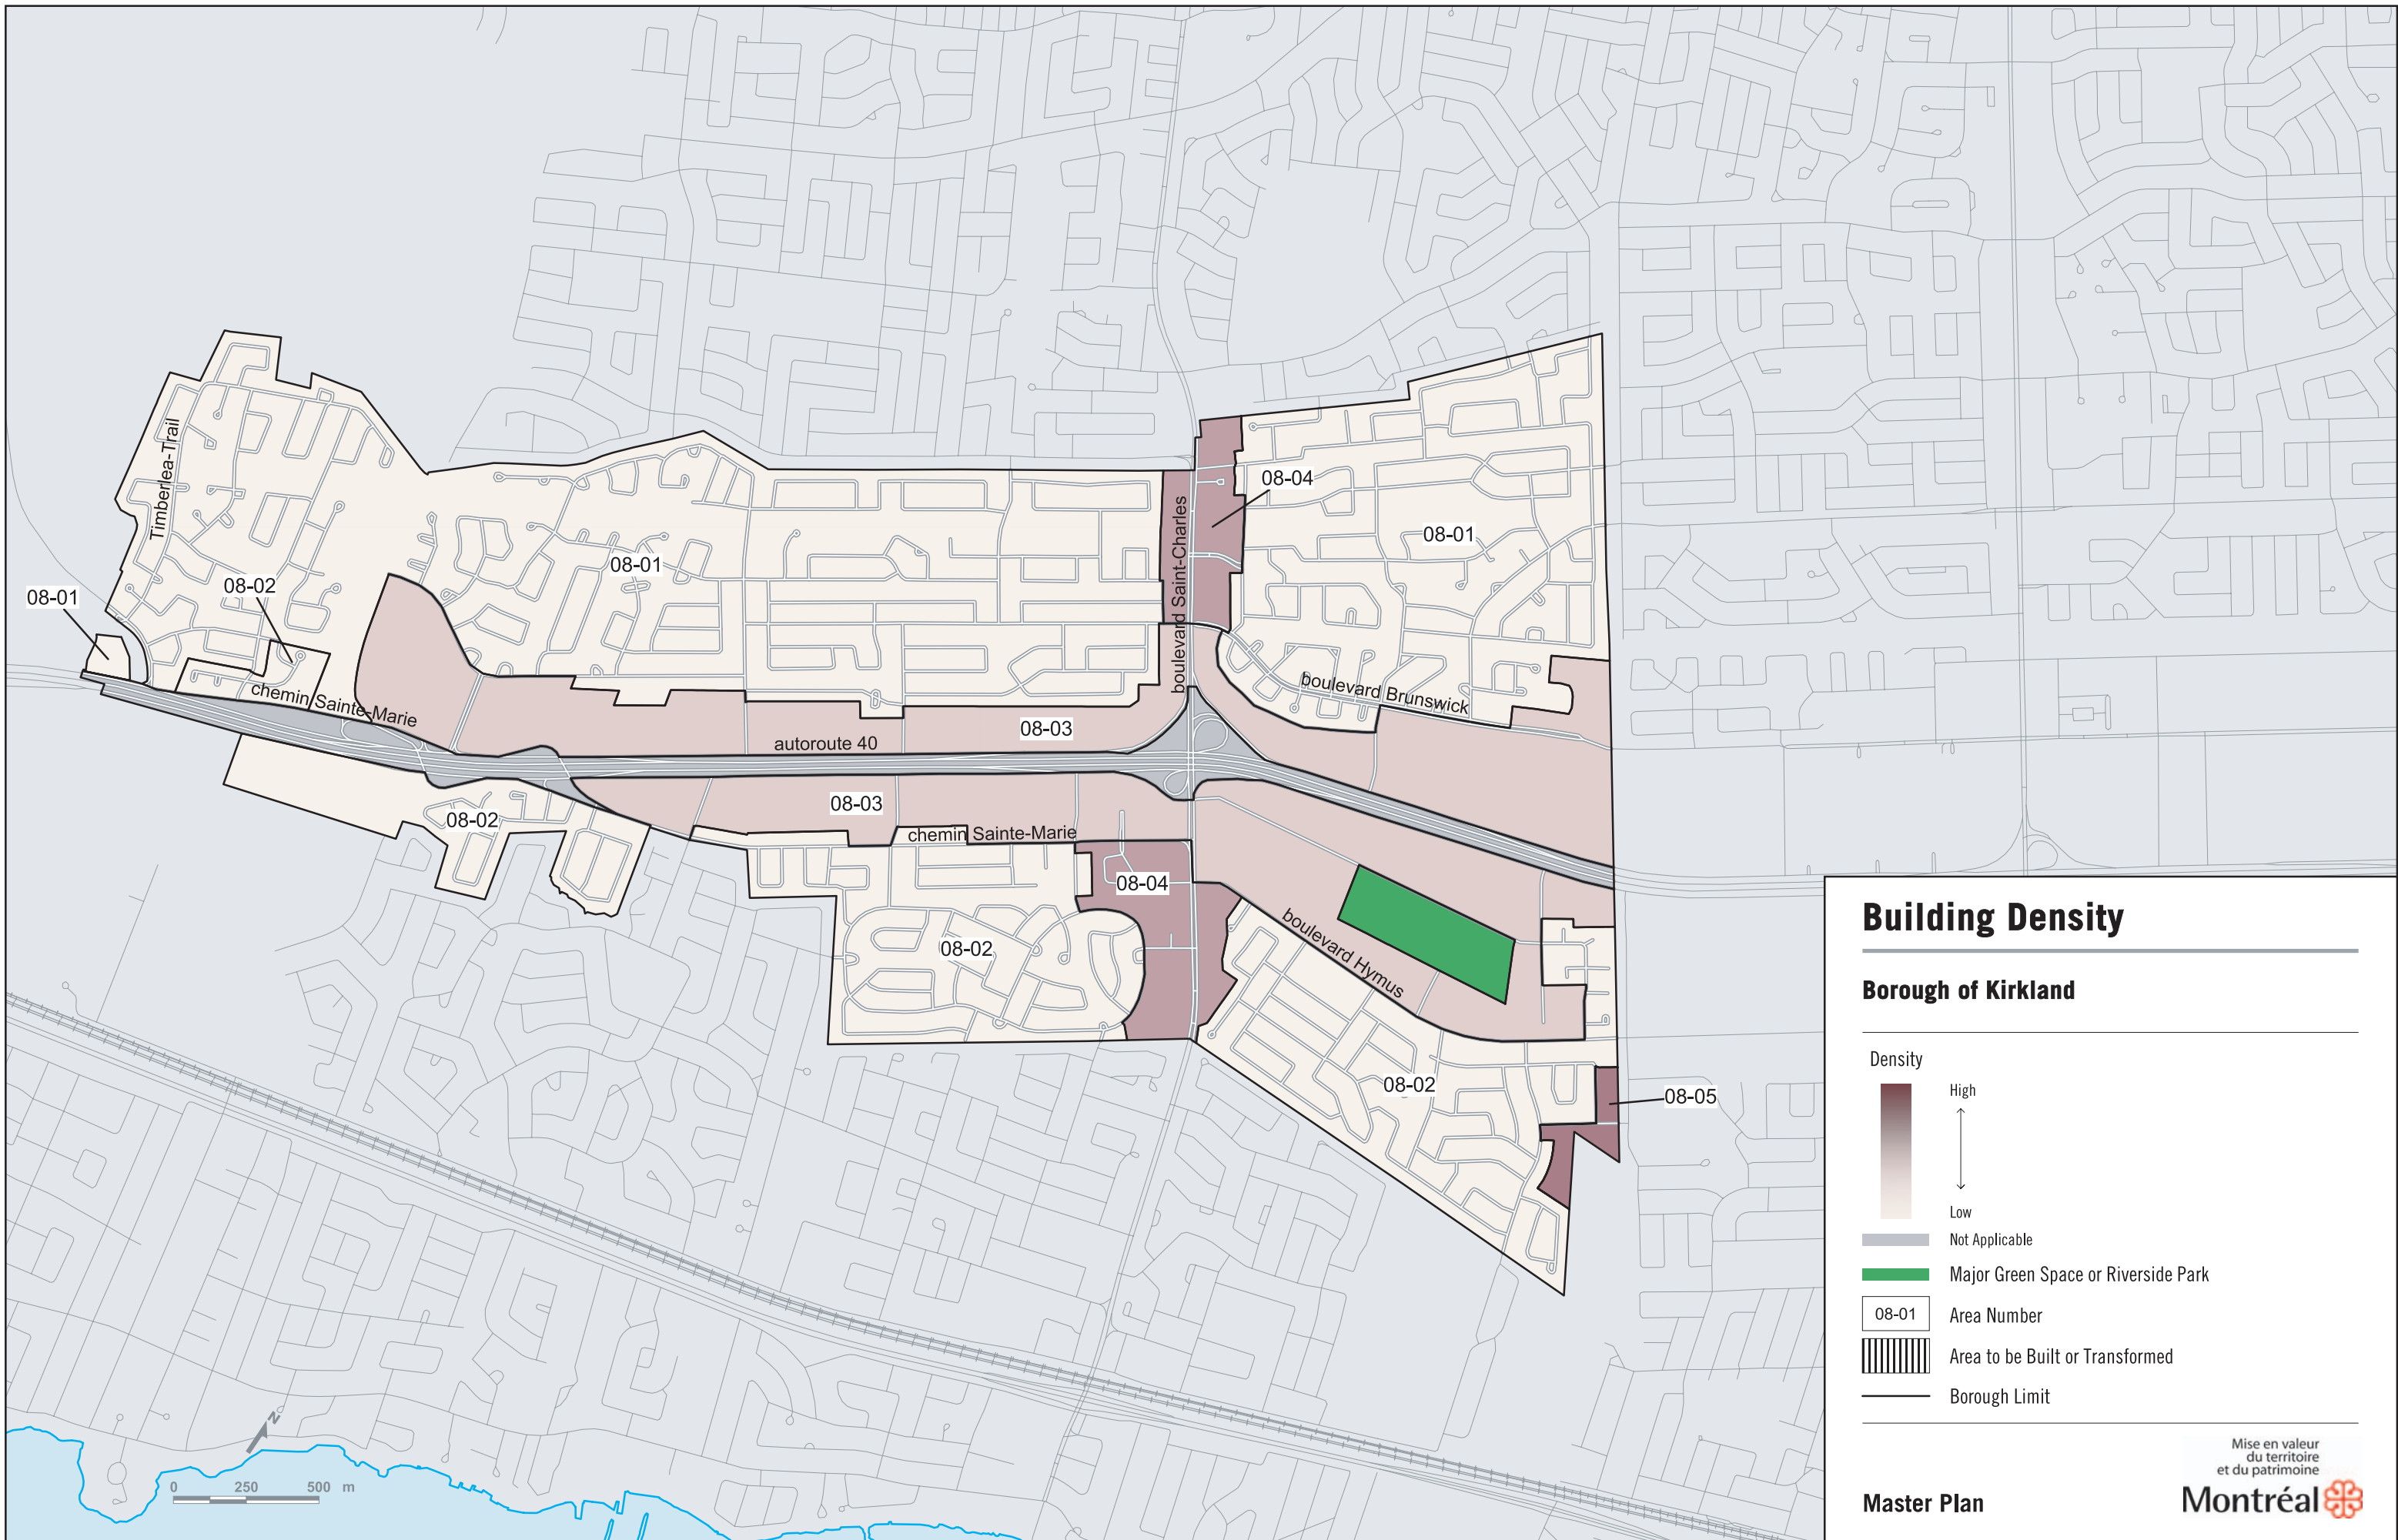 Timberlea-Trail
08-01
08-02
08-01
chemin Sainte-Marie
boulevard Saint-Charles
08-04
08-01
boulevard Brunswick
08-03
autoroute 40
08-03
08-02
chemin Sainte-Marie
08-04
08-02
boulevard Hymus
08-02
08-05
N
0 250 500 m
Building Density
Borough of Kirkland
Density
High
Low
Not Applicable
Major Green Space or Riverside Park
08-01 Area Number
Area to be Built or Transformed
Borough Limit
Mise en valeur
du territoire
et du patrimoine
Master Plan
Montréal